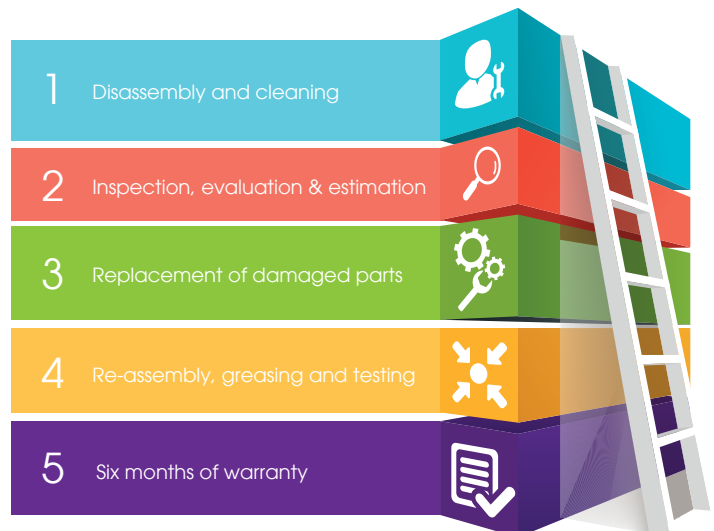 1 Disassembly and cleaning
2 Inspection, evaluation & estimation
3 Replacement of damaged parts
4 Re-assembly, greasing and testing
5 Six months of warranty